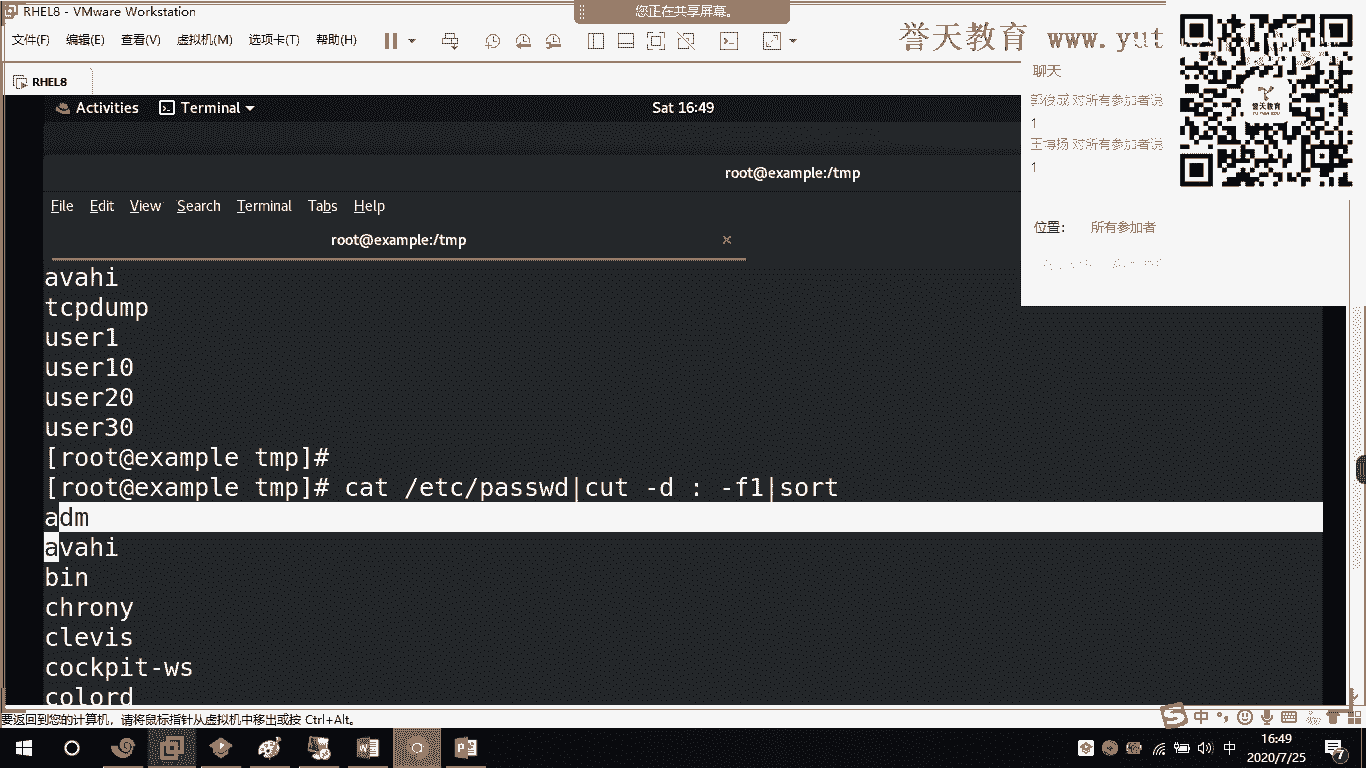 RHEL8 - VMware Workstation
您正在共享屏幕。
文件(F) 编辑(E) 查看(V) 虚拟机(M) 选项卡(T) 帮助(H)
誉天教育 www.yut
RHEL8
聊天
郭俊成 对所有参加者说
1
王博扬 对所有参加者说
1
位置： 所有参加者
誉天教育
Activities Terminal Sat 16:49
root@example:/tmp
File Edit View Search Terminal Tabs Help
root@example:/tmp ×
avahi
tcpdump
user1
user10
user20
user30
[root@example tmp]#
[root@example tmp]# cat /etc/passwd|cut -d : -f1|sort
adm
avahi
bin
chrony
clevis
cockpit-ws
colord
要返回到您的计算机，请将鼠标指针从虚拟机中移出或按 Ctrl+Alt。
中
中
16:49
2020/7/25
7